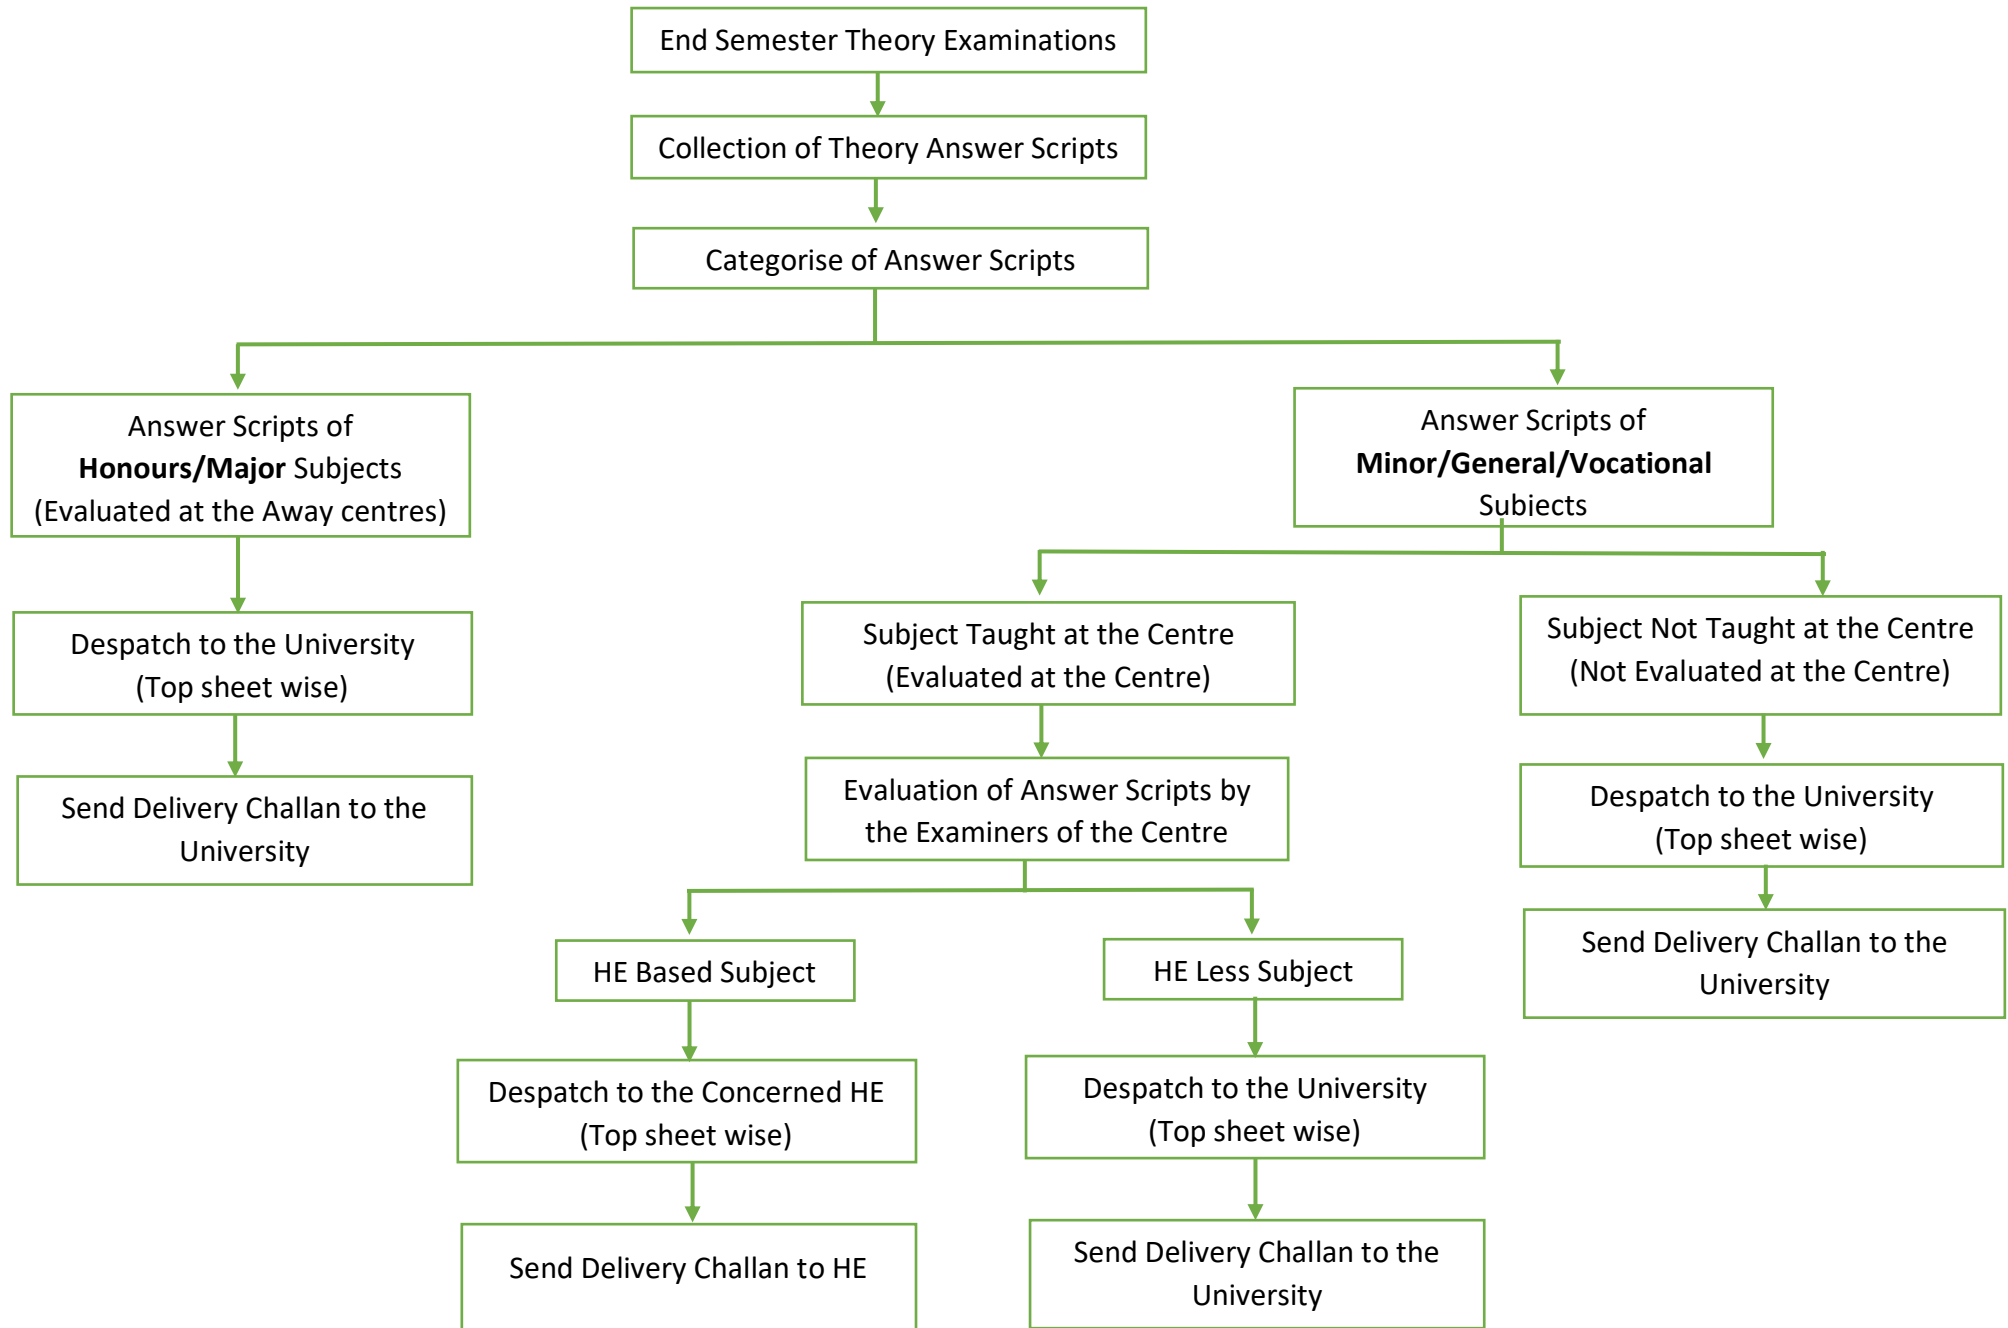 End Semester Theory Examinations
Collection of Theory Answer Scripts
Categorise of Answer Scripts
Answer Scripts of
Honours/Major Subjects
(Evaluated at the Away centres)
Despatch to the University
(Top sheet wise)
Send Delivery Challan to the
University
Answer Scripts of
Minor/General/Vocational
Subjects
Subject Taught at the Centre
(Evaluated at the Centre)
Evaluation of Answer Scripts by
the Examiners of the Centre
HE Based Subject
Despatch to the Concerned HE
(Top sheet wise)
Send Delivery Challan to HE
HE Less Subject
Despatch to the University
(Top sheet wise)
Send Delivery Challan to the
University
Subject Not Taught at the Centre
(Not Evaluated at the Centre)
Despatch to the University
(Top sheet wise)
Send Delivery Challan to the
University